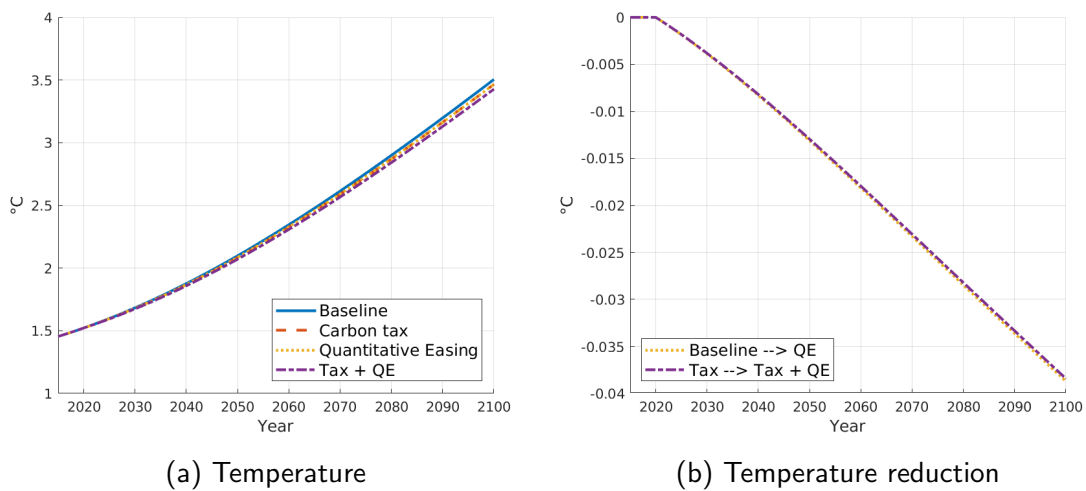 4
3.5
3
2.5
2
1.5
1
°C
2020 2030 2040 2050 2060 2070 2080 2090 2100
Year
Baseline
Carbon tax
Quantitative Easing
Tax + QE
(a) Temperature
0
-0.005
-0.01
-0.015
-0.02
-0.025
-0.03
-0.035
-0.04
°C
2020 2030 2040 2050 2060 2070 2080 2090 2100
Year
Baseline --> QE
Tax --> Tax + QE
(b) Temperature reduction